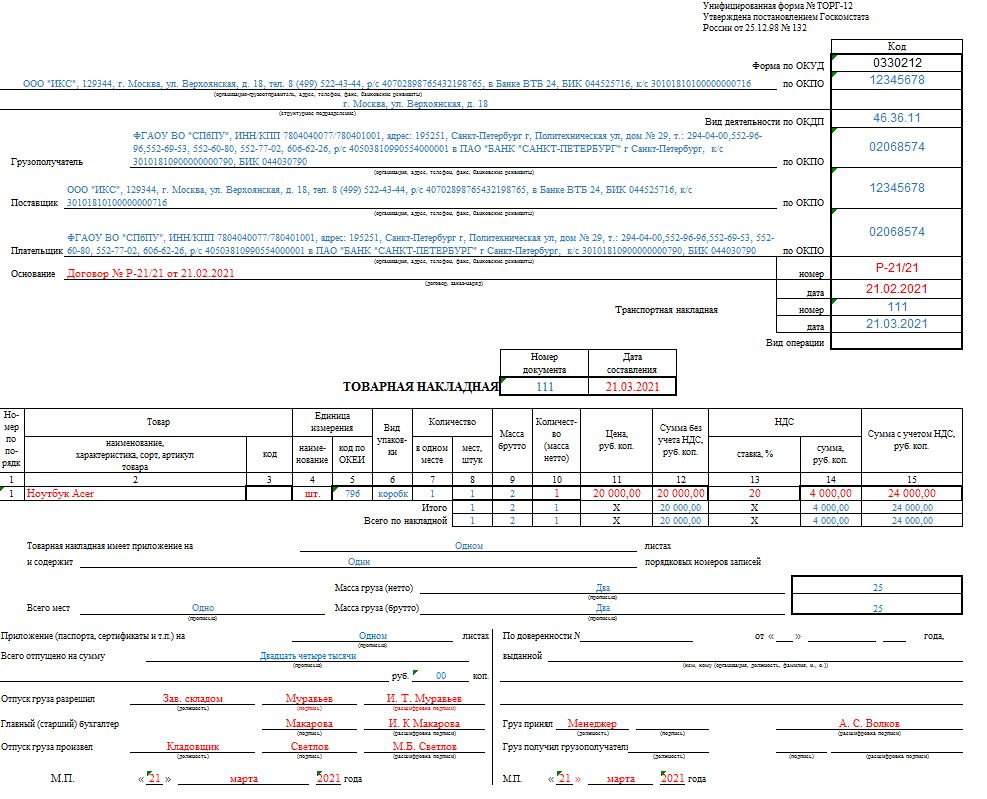 Унифицированная форма № ТОРГ-12
Утверждена постановлением Госкомстата
России от 25.12.98 № 132
Код
Форма по ОКУД 0330212
ООО "ИКС", 129344, г. Москва, ул. Верхоянская, д. 18, тел. 8 (499) 522-43-44, р/с 40702898765432198765, в Банке ВТБ 24, БИК 044525716, к/с 30101810100000000716 по ОКПО 12345678
(организация-грузоотправитель, адрес, телефон, факс, банковские реквизиты)
г. Москва, ул. Верхоянская, д. 18
(структурное подразделение)
Вид деятельности по ОКДП 46.36.11
ФГАОУ ВО "СПбПУ", ИНН/КПП 7804040077/780401001, адрес: 195251, Санкт-Петербург г, Политехническая ул, дом № 29, т.: 294-04-00,552-96-
96,552-69-53, 552-60-80, 552-77-02, 606-62-26, р/с 40503810990554000001 в ПАО "БАНК "САНКТ-ПЕТЕРБУРГ" г Санкт-Петербург, к/с
Грузополучатель 30101810900000000790, БИК 044030790 по ОКПО 02068574
(организация, адрес, телефон, факс, банковские реквизиты)
ООО "ИКС", 129344, г. Москва, ул. Верхоянская, д. 18, тел. 8 (499) 522-43-44, р/с 40702898765432198765, в Банке ВТБ 24, БИК 044525716, к/с
Поставщик 30101810100000000716 по ОКПО 12345678
(организация, адрес, телефон, факс, банковские реквизиты)
ФГАОУ ВО "СПбПУ", ИНН/КПП 7804040077/780401001, адрес: 195251, Санкт-Петербург г, Политехническая ул, дом № 29, т.: 294-04-00,552-96-96,552-69-53, 552-
Плательщик 60-80, 552-77-02, 606-62-26, р/с 40503810990554000001 в ПАО "БАНК "САНКТ-ПЕТЕРБУРГ" г Санкт-Петербург, к/с 30101810900000000790, БИК 044030790 по ОКПО 02068574
(организация, адрес, телефон, факс, банковские реквизиты)
Основание Договор № Р-21/21 от 21.02.2021 номер Р-21/21
(договор, заказ-наряд)
дата 21.02.2021
Транспортная накладная номер 111
дата 21.03.2021
Вид операции
Номер документа Дата составления
ТОВАРНАЯ НАКЛАДНАЯ 111 21.03.2021
Но-мер по по-рядк Товар Единица измерения Вид упаков-ки Количество Масса брутто Количест-во (масса нетто) Цена, руб. коп. Сумма без учета НДС, руб. коп. НДС Сумма с учетом НДС, руб. коп.
наименование, характеристика, сорт, артикул товара код наиме-нование код по ОКЕИ в одном месте мест, штук ставка, % сумма, руб. коп.
1 2 3 4 5 6 7 8 9 10 11 12 13 14 15
1 Ноутбук Acer шт. 796 коробк 1 1 2 1 20 000,00 20 000,00 20 4 000,00 24 000,00
Итого 1 2 1 Х 20 000,00 Х 4 000,00 24 000,00
Всего по накладной 1 2 1 Х 20 000,00 Х 4 000,00 24 000,00
Товарная накладная имеет приложение на Одном листах
и содержит Один порядковых номеров записей
Масса груза (нетто) Два 25
(прописью)
Всего мест Одно Масса груза (брутто) Два 25
(прописью) (прописью)
Приложение (паспорта, сертификаты и т.п.) на Одном листах
(прописью)
Всего отпущено на сумму Двадцать четыре тысячи
(прописью)
руб. 00 коп.
Отпуск груза разрешил Зав. складом Муравьев И. Т. Муравьев
(должность) (подпись) (расшифровка подписи)
Главный (старший) бухгалтер Макарова И. К Макарова
(подпись) (расшифровка подписи)
Отпуск груза произвел Кладовщик Светлов М.Б. Светлов
(должность) (подпись) (расшифровка подписи)
М.П. « 21 » марта 2021 года
По доверенности N от « » года,
выданной
(кем, кому (организация, должность, фамилия, и., о.))
Груз принял Менеджер А. С. Волков
(должность) (подпись) (расшифровка подписи)
Груз получил грузополучатель
(должность) (подпись) (расшифровка подписи)
М.П. « 21 » марта 2021 года